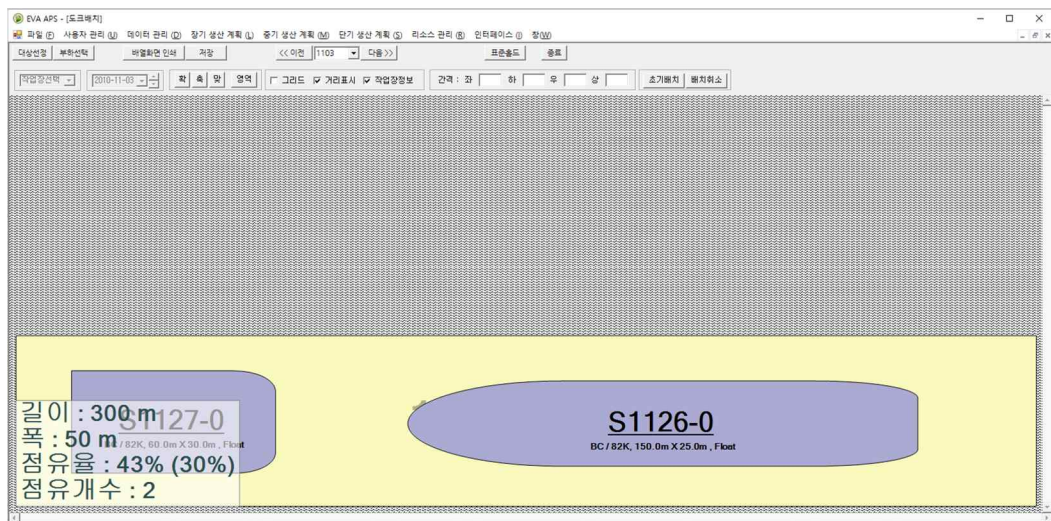 EVA APS - [도크배치]
파일(F) 사용자 관리(U) 데이터 관리(D) 장기 생산 계획(L) 중기 생산 계획(M) 단기 생산 계획(S) 리소스 관리(R) 인터페이스(I) 창(W)
대상선정 부하선택 배열화면 인쇄 저장 << 이전 1103 다음 >> 표준홀드 종료
작업장선택 2010-11-03 확 축 맞 영역 그리드 거리표시 작업장정보 간격 : 좌 하 우 상 초기배치 배치취소
S1127-0
BC / 82K, 60.0m X 30.0m , Float
S1126-0
BC / 82K, 150.0m X 25.0m , Float
길이 : 300 m
폭 : 50 m
점유율 : 43% (30%)
점유개수 : 2